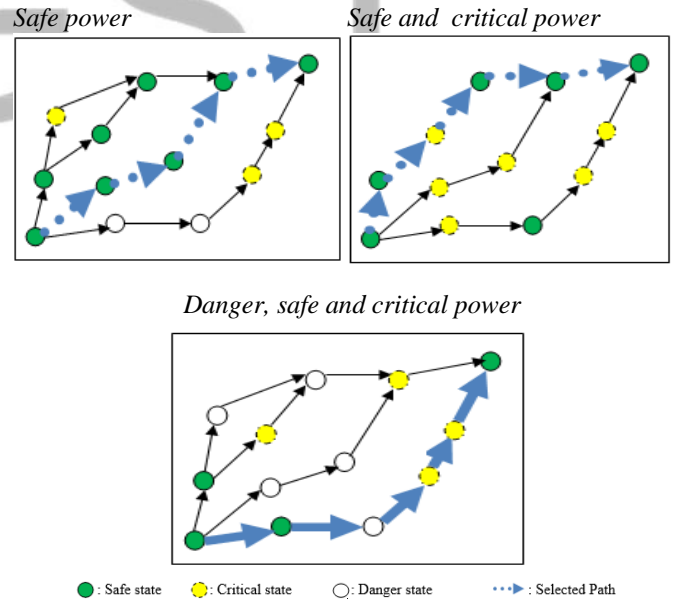 Safe power
Safe and critical power
Danger, safe and critical power
: Safe state : Critical state : Danger state : Selected Path